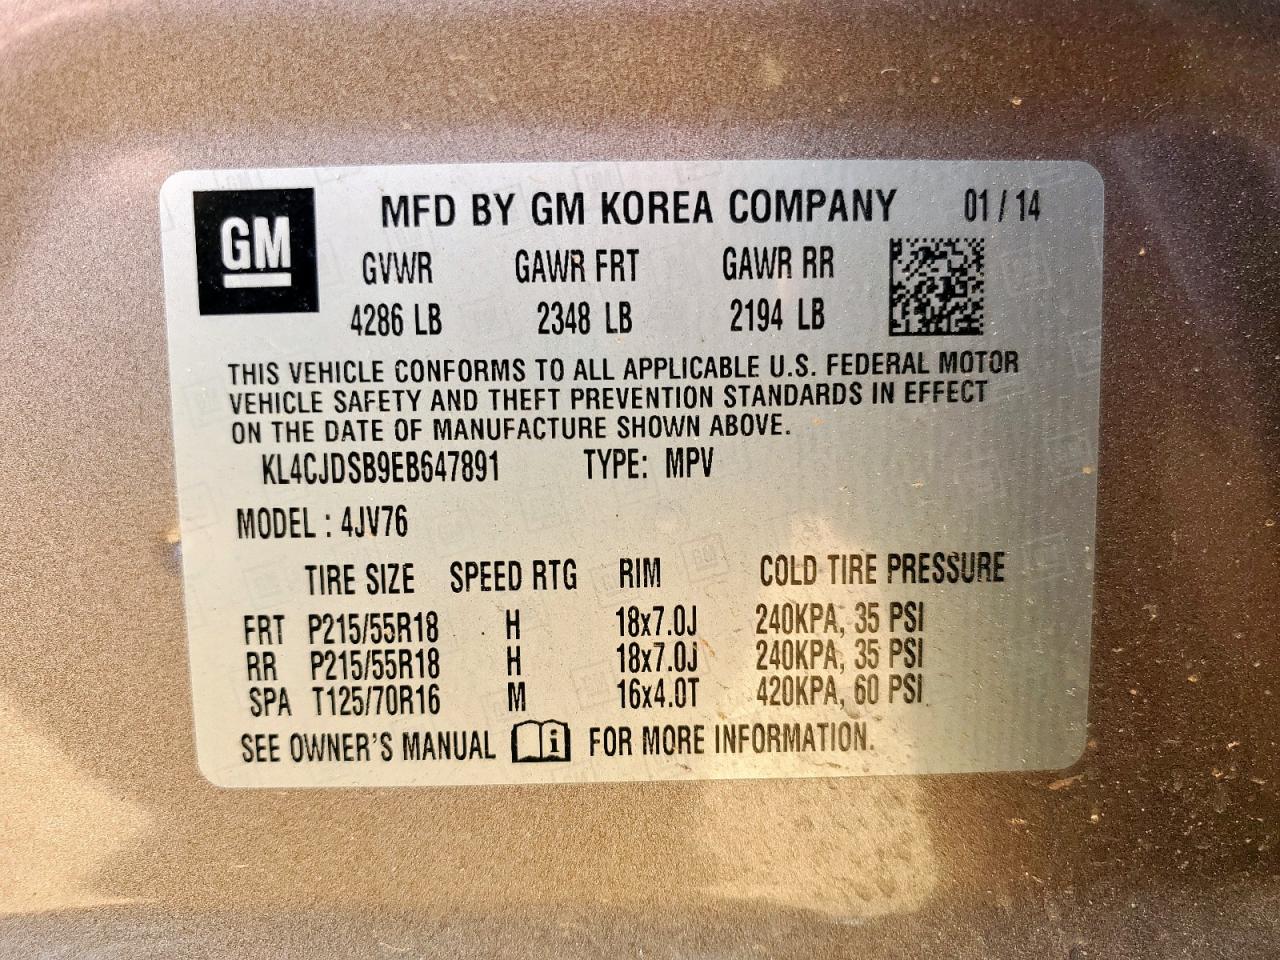 GM
MFD BY GM KOREA COMPANY 01 / 14
GVWR GAWR FRT GAWR RR
4286 LB 2348 LB 2194 LB
THIS VEHICLE CONFORMS TO ALL APPLICABLE U.S. FEDERAL MOTOR
VEHICLE SAFETY AND THEFT PREVENTION STANDARDS IN EFFECT
ON THE DATE OF MANUFACTURE SHOWN ABOVE.
KL4CJDSB9EB647891 TYPE: MPV
MODEL : 4JV76
TIRE SIZE SPEED RTG RIM COLD TIRE PRESSURE
FRT P215/55R18 H 18x7.0J 240KPA, 35 PSI
RR P215/55R18 H 18x7.0J 240KPA, 35 PSI
SPA T125/70R16 M 16x4.0T 420KPA, 60 PSI
SEE OWNER'S MANUAL i FOR MORE INFORMATION.